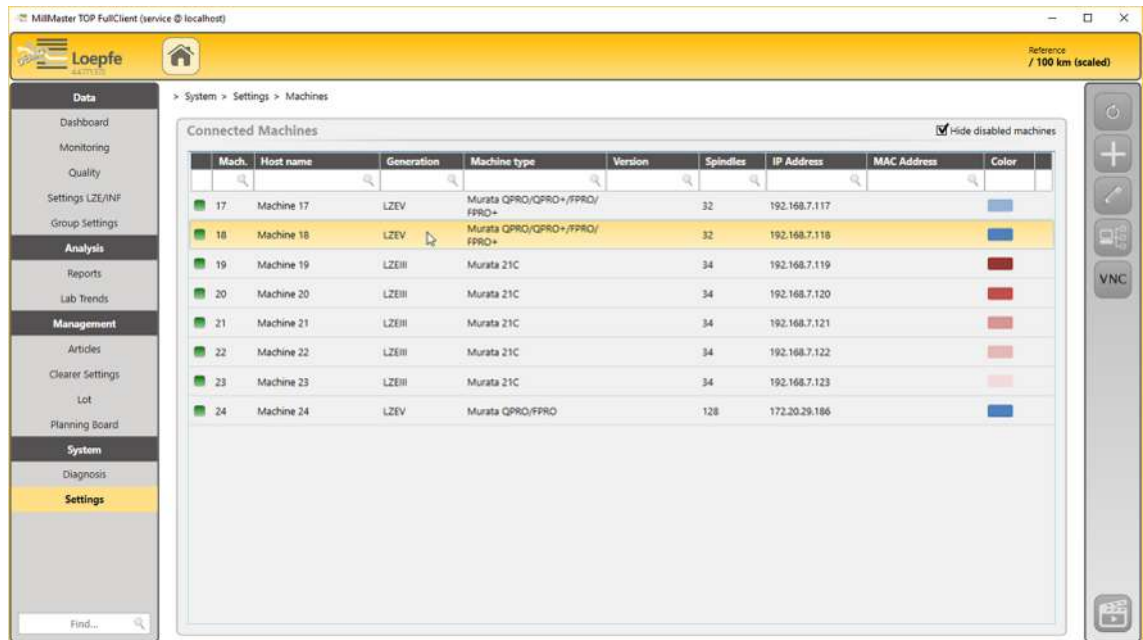 MillMaster TOP FullClient (service @ localhost)
Loepfe
Reference
/ 100 km (scaled)
Data
Dashboard
Monitoring
Quality
Settings LZE/INF
Group Settings
Analysis
Reports
Lab Trends
Management
Articles
Clearer Settings
Lot
Planning Board
System
Diagnosis
Settings
Find...
> System > Settings > Machines
Connected Machines
Hide disabled machines
Mach. Host name Generation Machine type Version Spindles IP Address MAC Address Color
17 Machine 17 LZEV Murata QPRO/QPRO+/FPRO/ 32 192.168.7.117
FPRO+
18 Machine 18 LZEV Murata QPRO/QPRO+/FPRO/ 32 192.168.7.118
FPRO+
19 Machine 19 LZEIII Murata 21C 34 192.168.7.119
20 Machine 20 LZEIII Murata 21C 34 192.168.7.120
21 Machine 21 LZEIII Murata 21C 34 192.168.7.121
22 Machine 22 LZEIII Murata 21C 34 192.168.7.122
23 Machine 23 LZEIII Murata 21C 34 192.168.7.123
24 Machine 24 LZEV Murata QPRO/FPRO 128 172.20.29.186
VNC